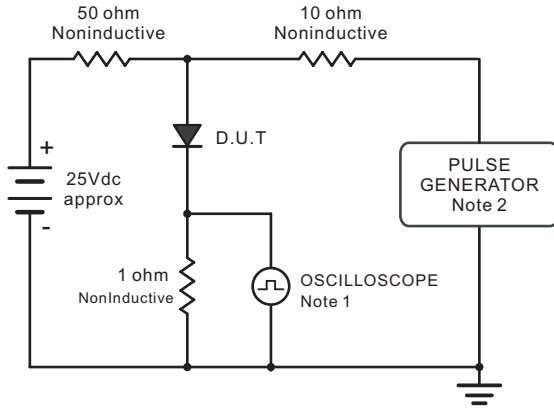 50 ohm
Noninductive
10 ohm
Noninductive
D.U.T
+
25Vdc
approx
-
PULSE
GENERATOR
Note 2
1 ohm
NonInductive
OSCILLOSCOPE
Note 1